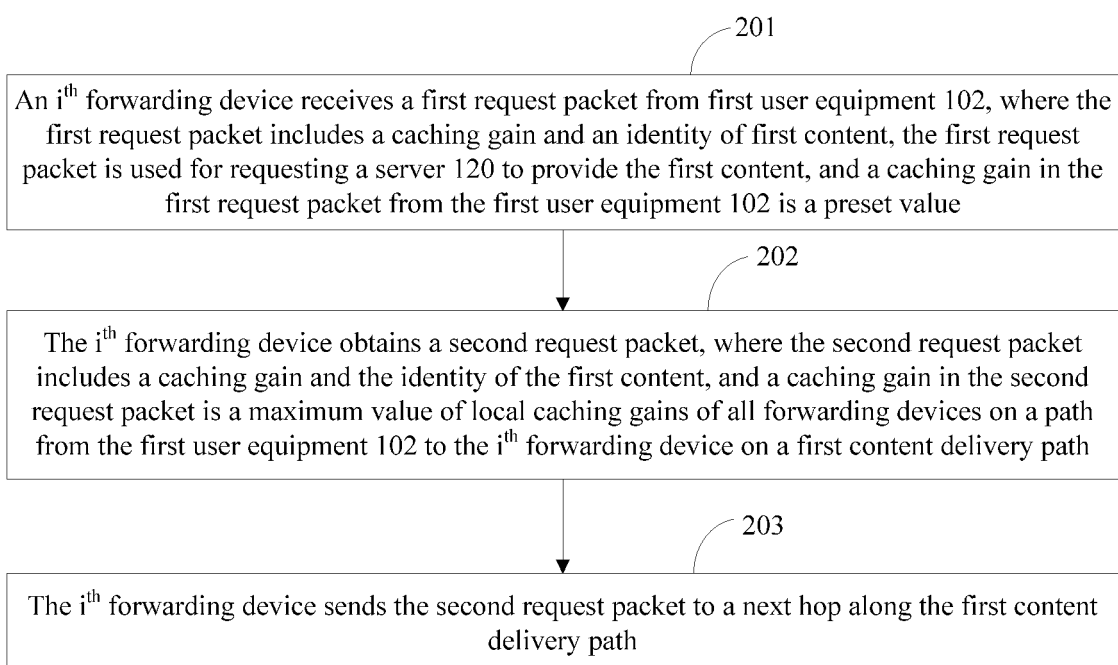 201
An i^th forwarding device receives a first request packet from first user equipment 102, where the
first request packet includes a caching gain and an identity of first content, the first request
packet is used for requesting a server 120 to provide the first content, and a caching gain in the
first request packet from the first user equipment 102 is a preset value
202
The i^th forwarding device obtains a second request packet, where the second request packet
includes a caching gain and the identity of the first content, and a caching gain in the second
request packet is a maximum value of local caching gains of all forwarding devices on a path
from the first user equipment 102 to the i^th forwarding device on a first content delivery path
203
The i^th forwarding device sends the second request packet to a next hop along the first content
delivery path